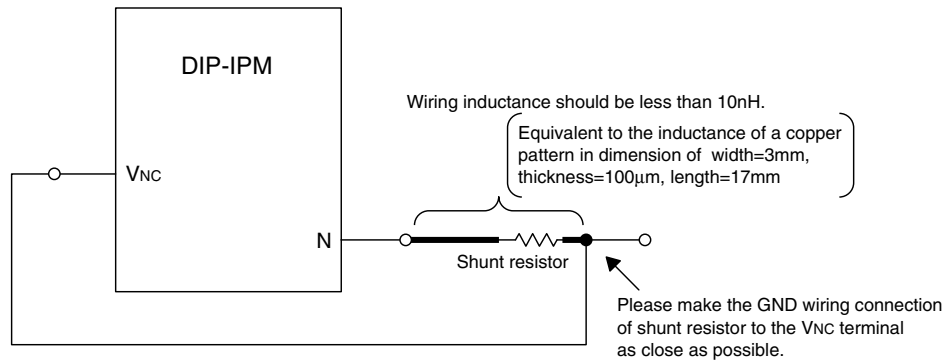 DIP-IPM
Wiring inductance should be less than 10nH.
Equivalent to the inductance of a copper
pattern in dimension of width=3mm,
thickness=100μm, length=17mm
VNC
N
Shunt resistor
Please make the GND wiring connection
of shunt resistor to the VNC terminal
as close as possible.